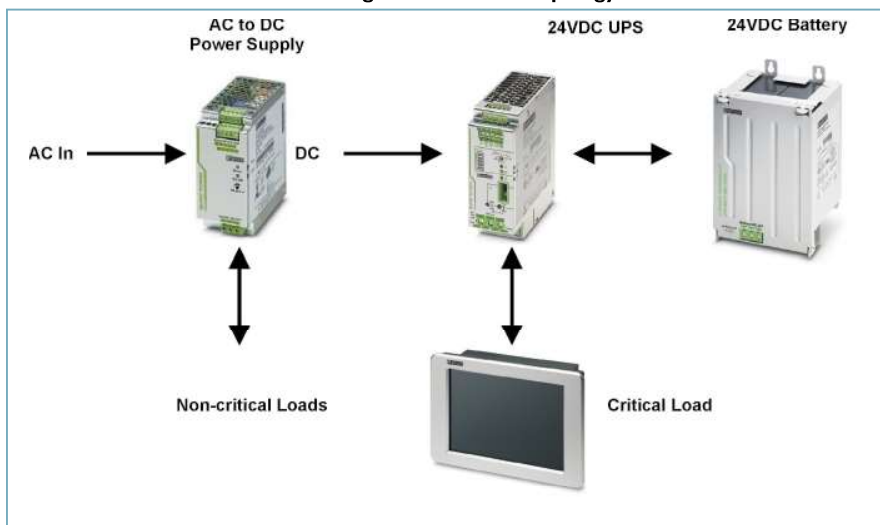 AC to DC
Power Supply
24VDC UPS
24VDC Battery
AC In
DC
Non-critical Loads
Critical Load